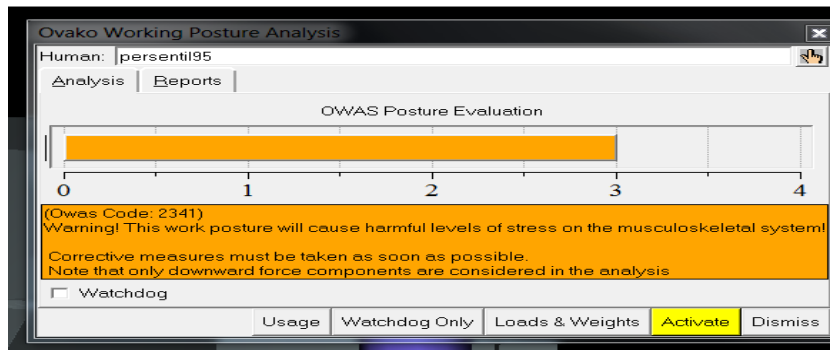 Ovako Working Posture Analysis
Human: persentil95
Analysis Reports
OWAS Posture Evaluation
0 1 2 3 4
(Owas Code: 2341)
Warning! This work posture will cause harmful levels of stress on the musculoskeletal system!
Corrective measures must be taken as soon as possible.
Note that only downward force components are considered in the analysis
Watchdog
Usage Watchdog Only Loads & Weights Activate Dismiss